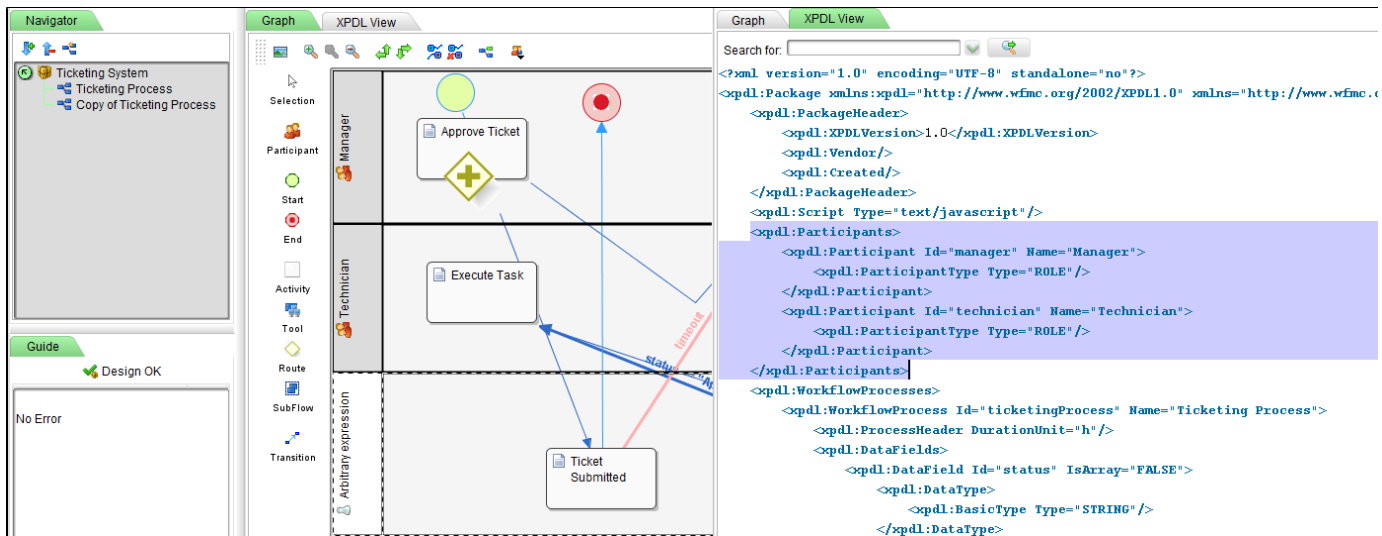 Navigator
Ticketing System
Ticketing Process
Copy of Ticketing Process
Guide
Design OK
No Error
Graph
XPDL View
Selection
Participant
Start
End
Activity
Tool
Route
SubFlow
Transition
Manager
Approve Ticket
Technician
Execute Task
timeout
Arbitrary expression
Ticket
Submitted
Graph
XPDL View
Search for:
<?xml version="1.0" encoding="UTF-8" standalone="no"?>
<xpdl:Package xmlns:xpdl="http://www.wfmc.org/2002/XPDL1.0" xmlns="http://www.wfmc.o
<xpdl:PackageHeader>
<xpdl:XPDLVersion>1.0</xpdl:XPDLVersion>
<xpdl:Vendor/>
<xpdl:Created/>
</xpdl:PackageHeader>
<xpdl:Script Type="text/javascript"/>
<xpdl:Participants>
<xpdl:Participant Id="manager" Name="Manager">
<xpdl:ParticipantType Type="ROLE"/>
</xpdl:Participant>
<xpdl:Participant Id="technician" Name="Technician">
<xpdl:ParticipantType Type="ROLE"/>
</xpdl:Participant>
</xpdl:Participants>
<xpdl:WorkflowProcesses>
<xpdl:WorkflowProcess Id="ticketingProcess" Name="Ticketing Process">
<xpdl:ProcessHeader DurationUnit="h"/>
<xpdl:DataFields>
<xpdl:DataField Id="status" IsArray="FALSE">
<xpdl:DataType>
<xpdl:BasicType Type="STRING"/>
</xpdl:DataType>